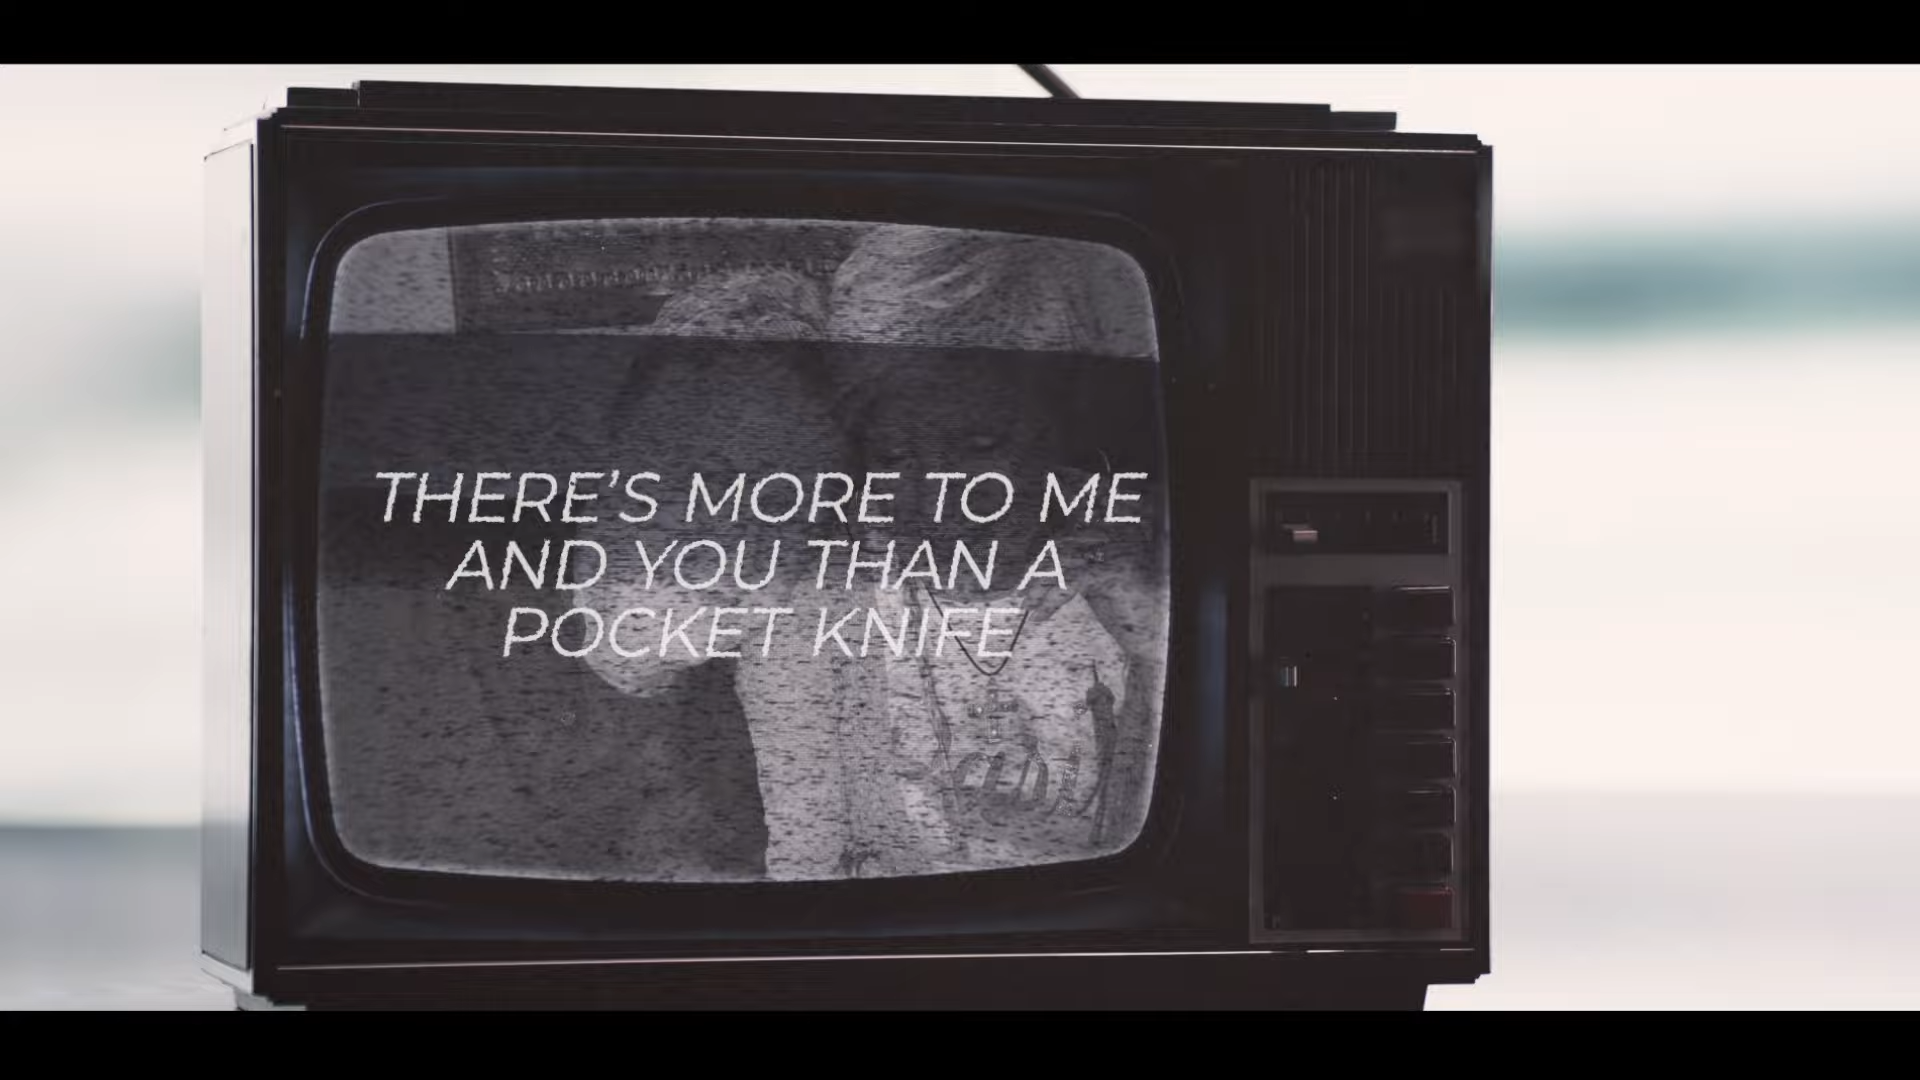 THERE'S MORE TO ME
AND YOU THAN A
POCKET KNIFE